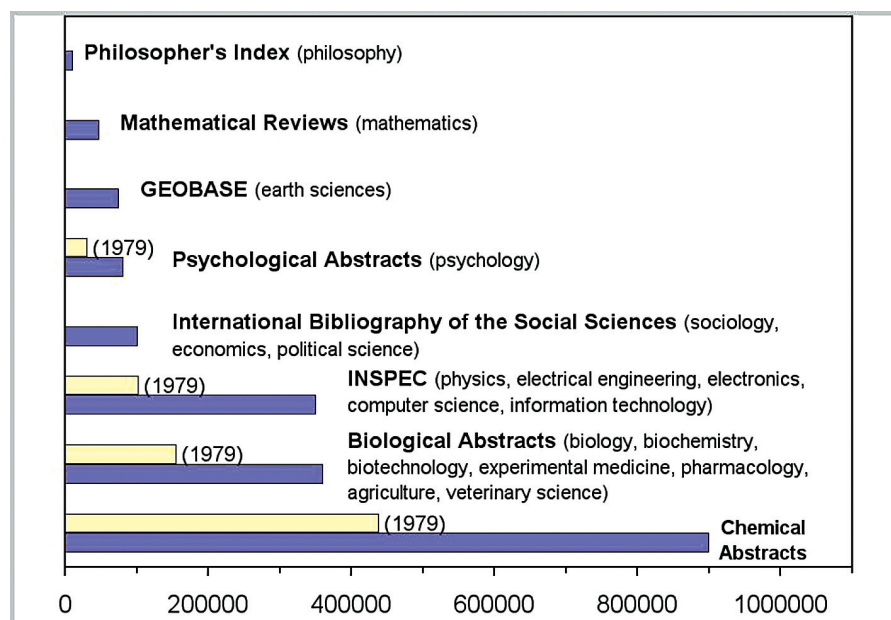 Philosopher's Index (philosophy)
Mathematical Reviews (mathematics)
GEOBASE (earth sciences)
(1979)
Psychological Abstracts (psychology)
International Bibliography of the Social Sciences (sociology,
economics, political science)
(1979)
INSPEC (physics, electrical engineering, electronics,
computer science, information technology)
(1979)
Biological Abstracts (biology, biochemistry,
biotechnology, experimental medicine, pharmacology,
agriculture, veterinary science)
(1979)
Chemical
Abstracts
0 200000 400000 600000 800000 1000000